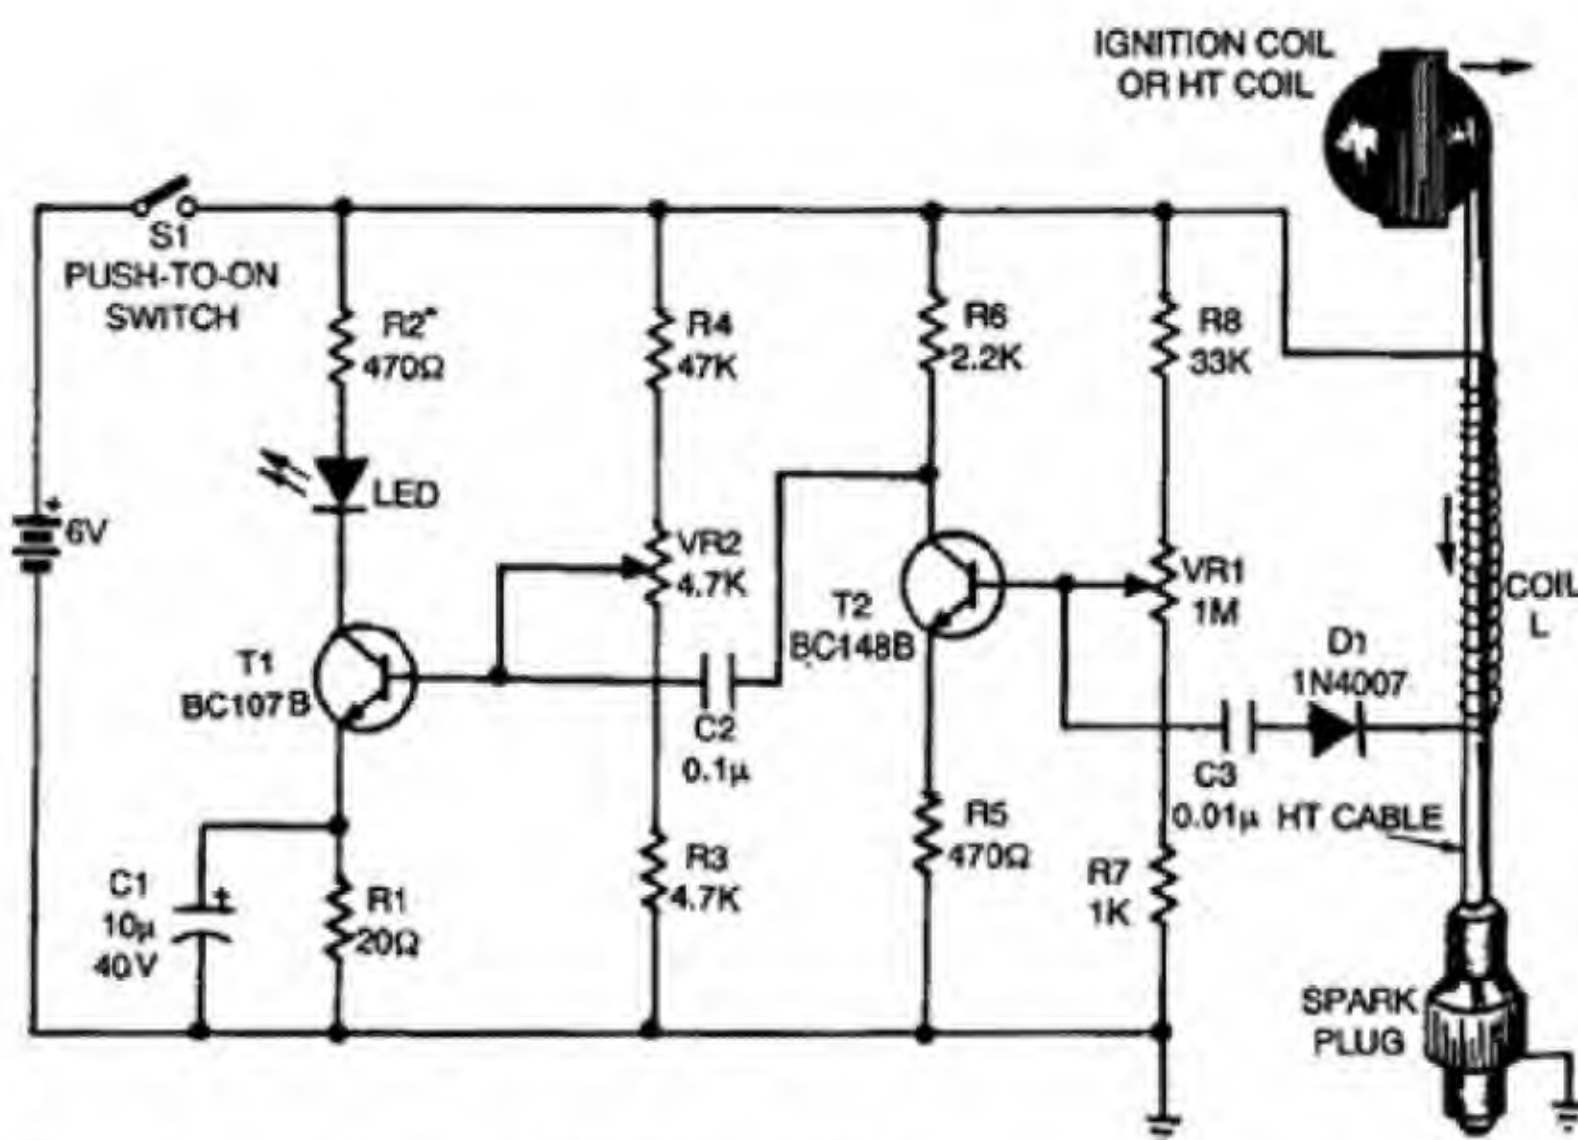 IGNITION COIL
OR HT COIL
S1
PUSH-TO-ON
SWITCH
R2*
470Ω
R4
47K
R6
2.2K
R8
33K
LED
+
6V
VR2
4.7K
T2
BC148B
VR1
1M
COIL
L
D1
1N4007
T1
BC107B
C2
0.1µ
C3
0.01µ
HT CABLE
C1
10µ
40V
+
R1
20Ω
R3
4.7K
R5
470Ω
R7
1K
SPARK
PLUG